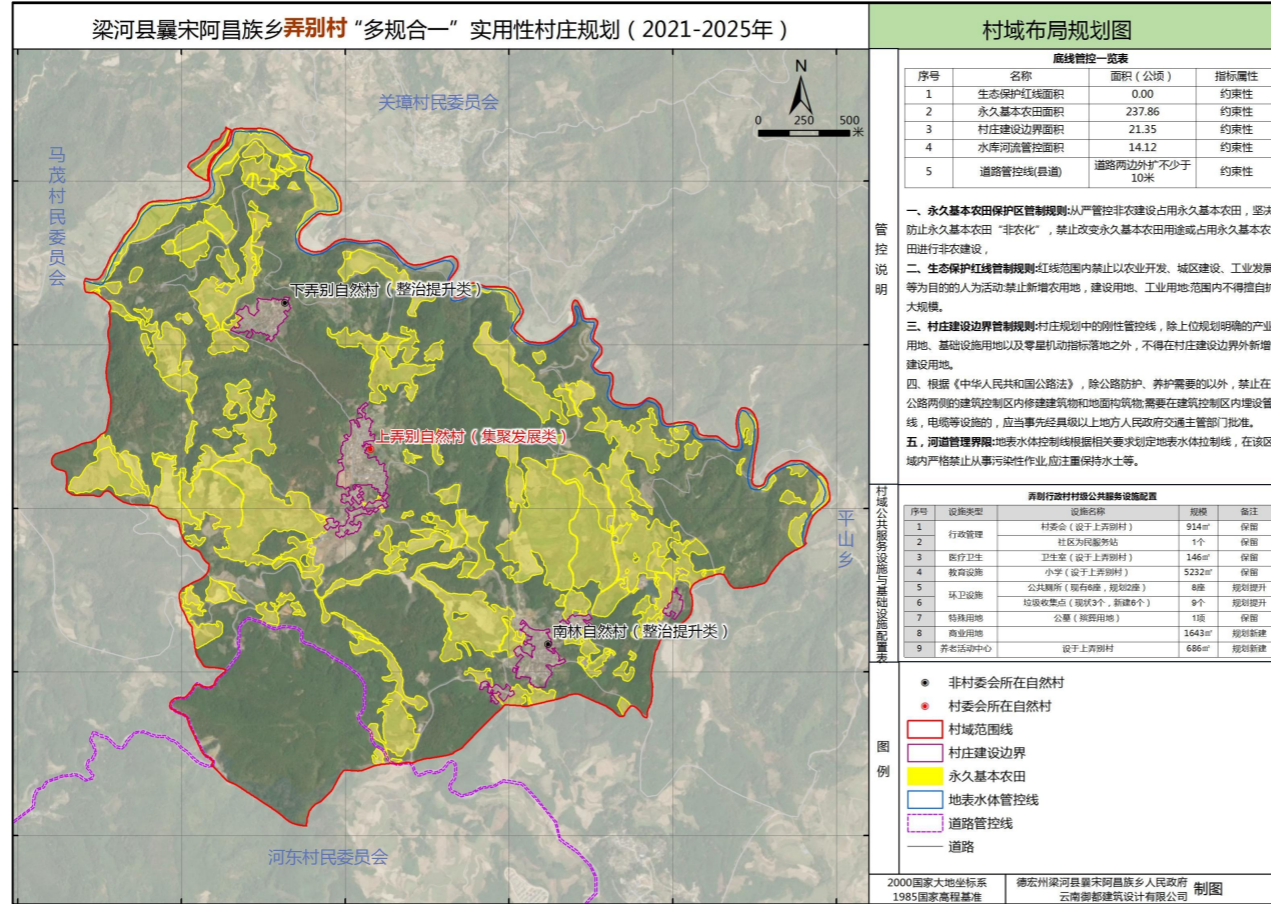 梁河县曩宋阿昌族乡弄别村“多规合一”实用性村庄规划（2021-2025年）
村域布局规划图
关璋村民委员会
马茂村民委员会
平山乡
河东村民委员会
N
0 250 500 米
下弄别自然村（整治提升类）
上弄别自然村（集聚发展类）
南林自然村（整治提升类）
管控说明
底线管控一览表
序号 名称 面积（公顷） 指标属性
1 生态保护红线面积 0.00 约束性
2 永久基本农田面积 237.86 约束性
3 村庄建设边界面积 21.35 约束性
4 水库河流管控面积 14.12 约束性
5 道路管控线(县道) 道路两边外扩不少于10米 约束性
一、永久基本农田保护区管制规则:从严管控非农建设占用永久基本农田，坚决
防止永久基本农田“非农化”，禁止改变永久基本农田用途或占用永久基本农
田进行非农建设，
二、生态保护红线管制规则:红线范围内禁止以农业开发、城区建设、工业发展
等为目的的人为活动:禁止新增农用地，建设用地、工业用地:范围内不得擅自扩
大规模。
三、村庄建设边界管制规则:村庄规划中的刚性管控线，除上位规划明确的产业
用地、基础设施用地以及零星机动指标落地之外，不得在村庄建设边界外新增
建设用地。
四、根据《中华人民共和国公路法》，除公路防护、养护需要的以外，禁止在
公路两侧的建筑控制区内修建建筑物和地面构筑物;需要在建筑控制区内埋设管
线，电缆等设施的，应当事先经县级以上地方人民政府交通主管部门批准。
五，河道管理界限:地表水体控制线根据相关要求划定地表水体拉制线，在该区
域内严格禁止从事污染性作业,应注重保持水土等。
村域公共服务设施与基础设施配置表
弄别行政村村级公共服务设施配置
序号 设施类型 设施名称 规模 备注
1 行政管理 村委会（设于上弄别村） 914㎡ 保留
2 社区为民服务站 1个 保留
3 医疗卫生 卫生室（设于上弄别村） 146㎡ 保留
4 教育设施 小学（设于上弄别村） 5232㎡ 保留
5 环卫设施 公共厕所（现有6座，规划2座） 8座 规划提升
6 垃圾收集点（现状3个，新建6个） 9个 规划提升
7 特殊用地 公墓（殡葬用地） 1项 保留
8 商业用地 1643㎡ 规划新建
9 养老活动中心 设于上弄别村 686㎡ 规划新建
图例
非村委会所在自然村
村委会所在自然村
村域范围线
村庄建设边界
永久基本农田
地表水体管控线
道路管控线
道路
2000国家大地坐标系
1985国家高程基准
德宏州梁河县曩宋阿昌族乡人民政府
云南御都建筑设计有限公司
制图